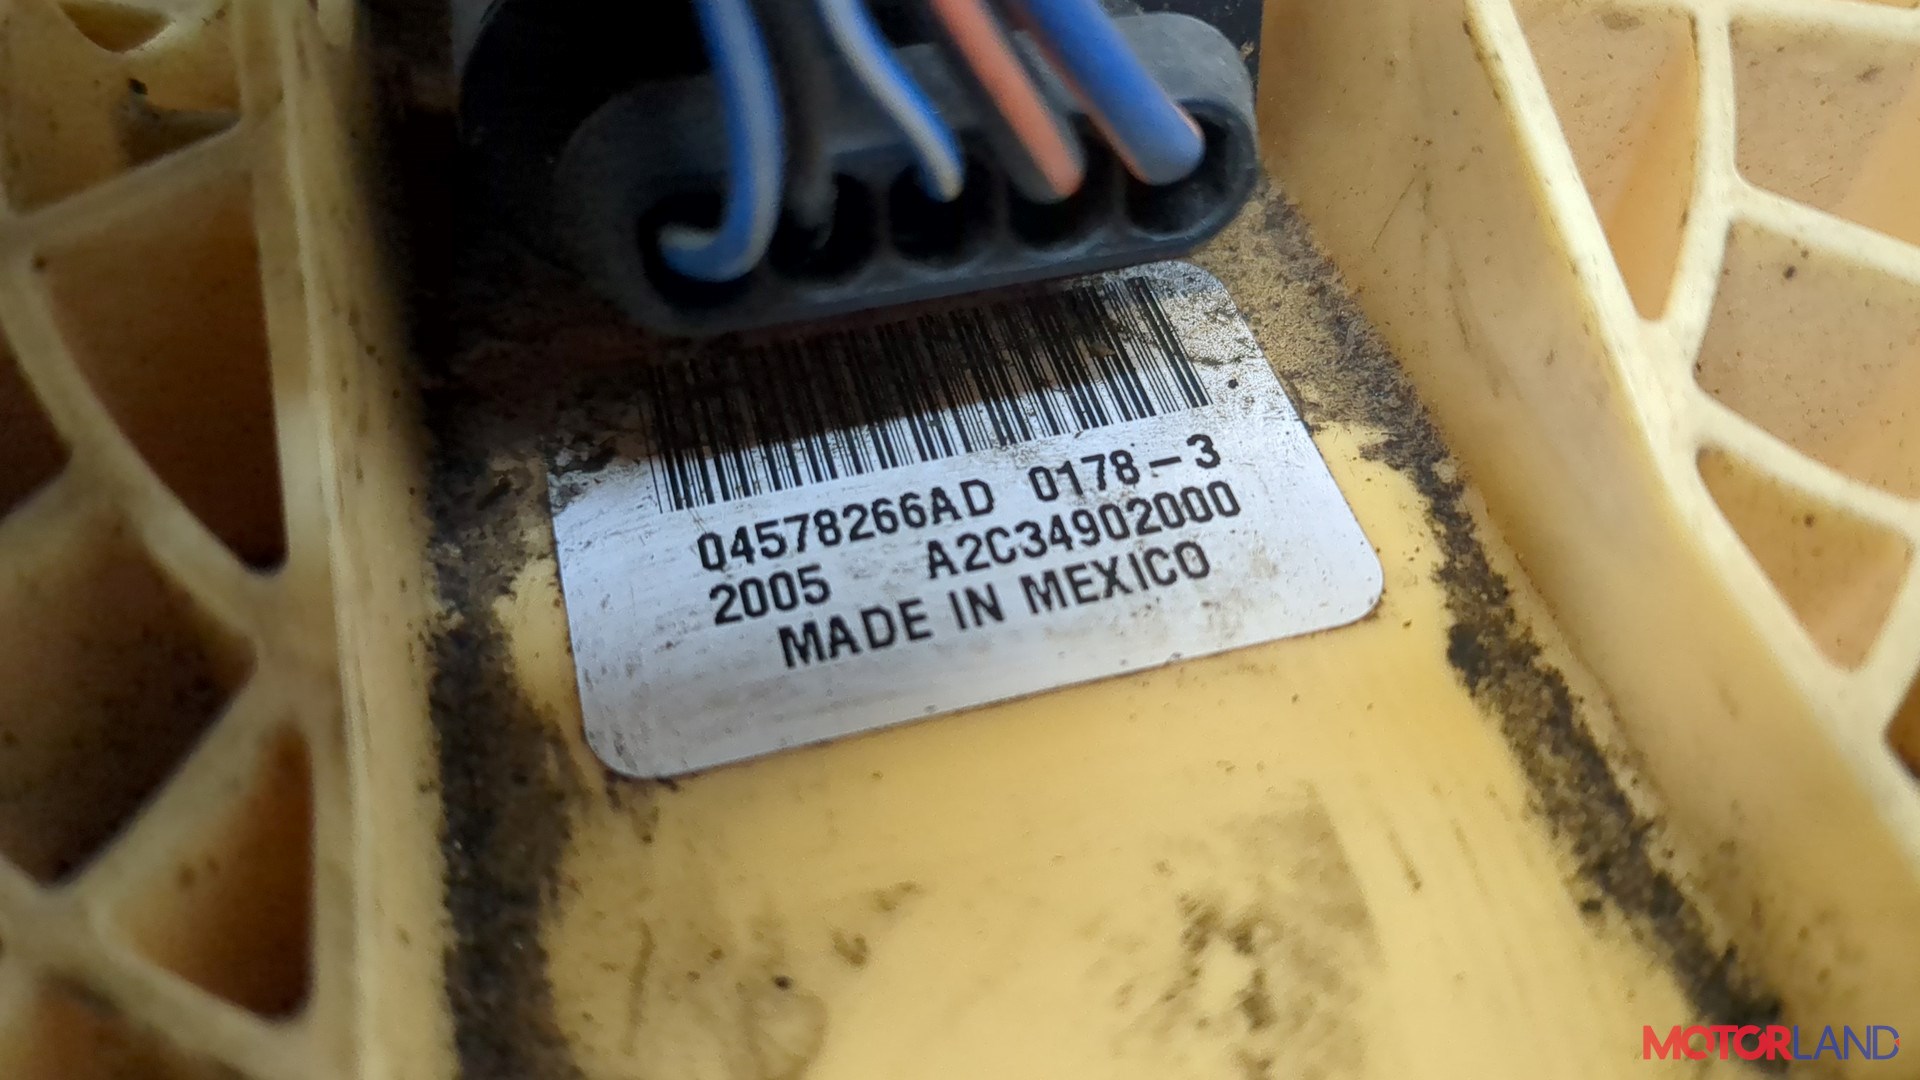 04578266AD 0178-3
2005 A2C34902000
MADE IN MEXICO
MOTORLAND